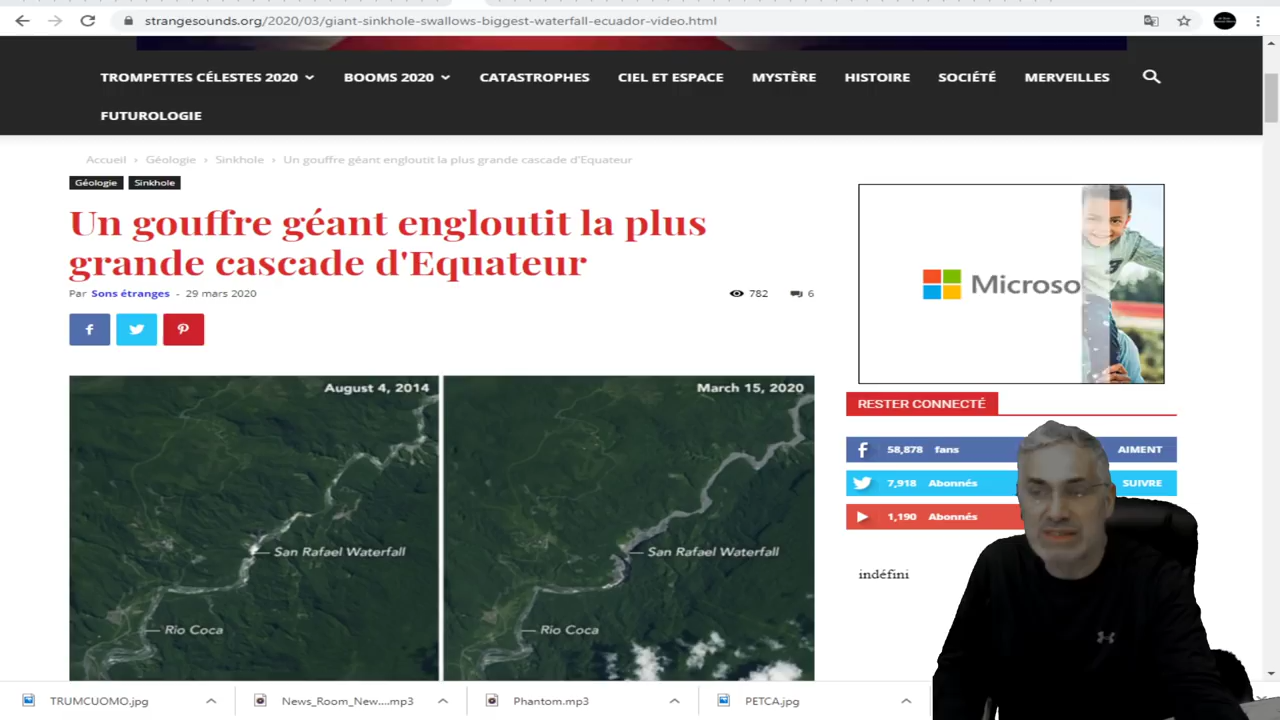 strangesounds.org/2020/03/giant-sinkhole-swallows-biggest-waterfall-ecuador-video.html
TROMPETTES CÉLESTES 2020 BOOMS 2020 CATASTROPHES CIEL ET ESPACE MYSTÈRE HISTOIRE SOCIÉTÉ MERVEILLES
FUTUROLOGIE
Accueil › Géologie › Sinkhole › Un gouffre géant engloutit la plus grande cascade d'Equateur
Géologie Sinkhole
Un gouffre géant engloutit la plus
grande cascade d'Equateur
Par Sons étranges - 29 mars 2020 782 6
August 4, 2014
San Rafael Waterfall
Rio Coca
March 15, 2020
San Rafael Waterfall
Rio Coca
Microso
RESTER CONNECTÉ
58,878 fans AIMENT
7,918 Abonnés SUIVRE
1,190 Abonnés
indéfini
TRUMCUOMO.jpg News_Room_New....mp3 Phantom.mp3 PETCA.jpg